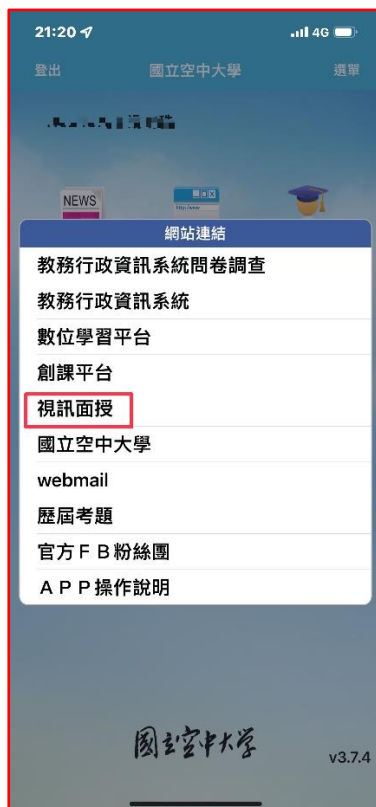 21:20
4G
登出 國立空中大學 選單
NEWS
網站連結
教務行政資訊系統問卷調查
教務行政資訊系統
數位學習平台
創課平台
視訊面授
國立空中大學
webmail
歷屆考題
官方ＦＢ粉絲團
ＡＰＰ操作說明
國立空中大学
v3.7.4